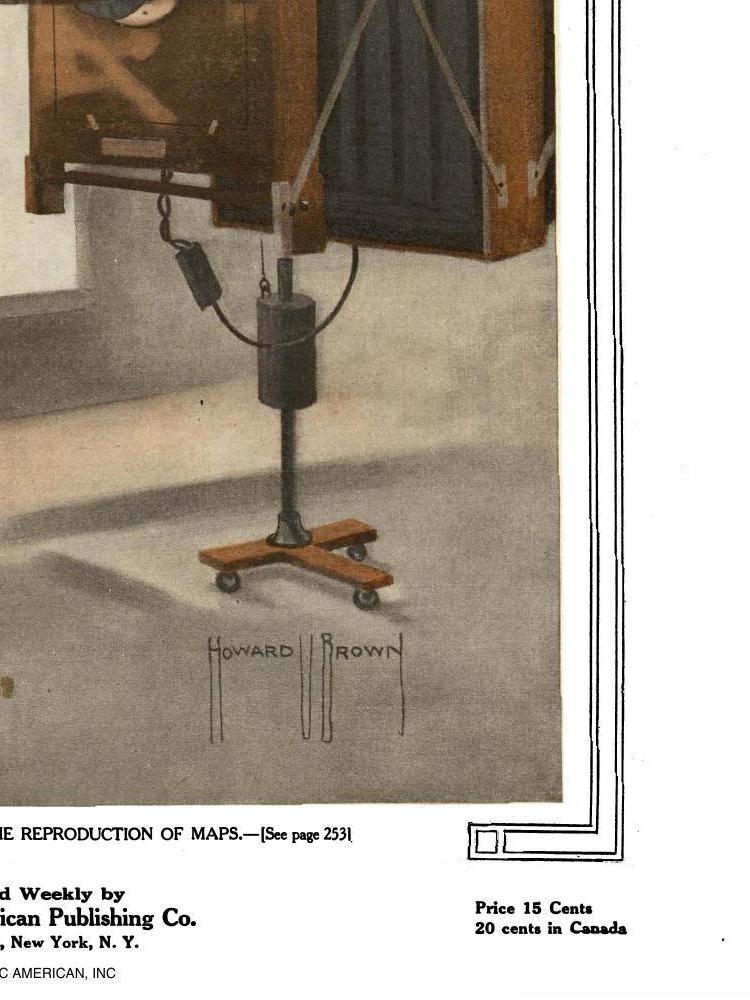 HOWARD V BROWN
HE REPRODUCTION OF MAPS.—[See page 253]
d Weekly by
ican Publishing Co.
, New York, N. Y.
Price 15 Cents
20 cents in Canada
C AMERICAN, INC